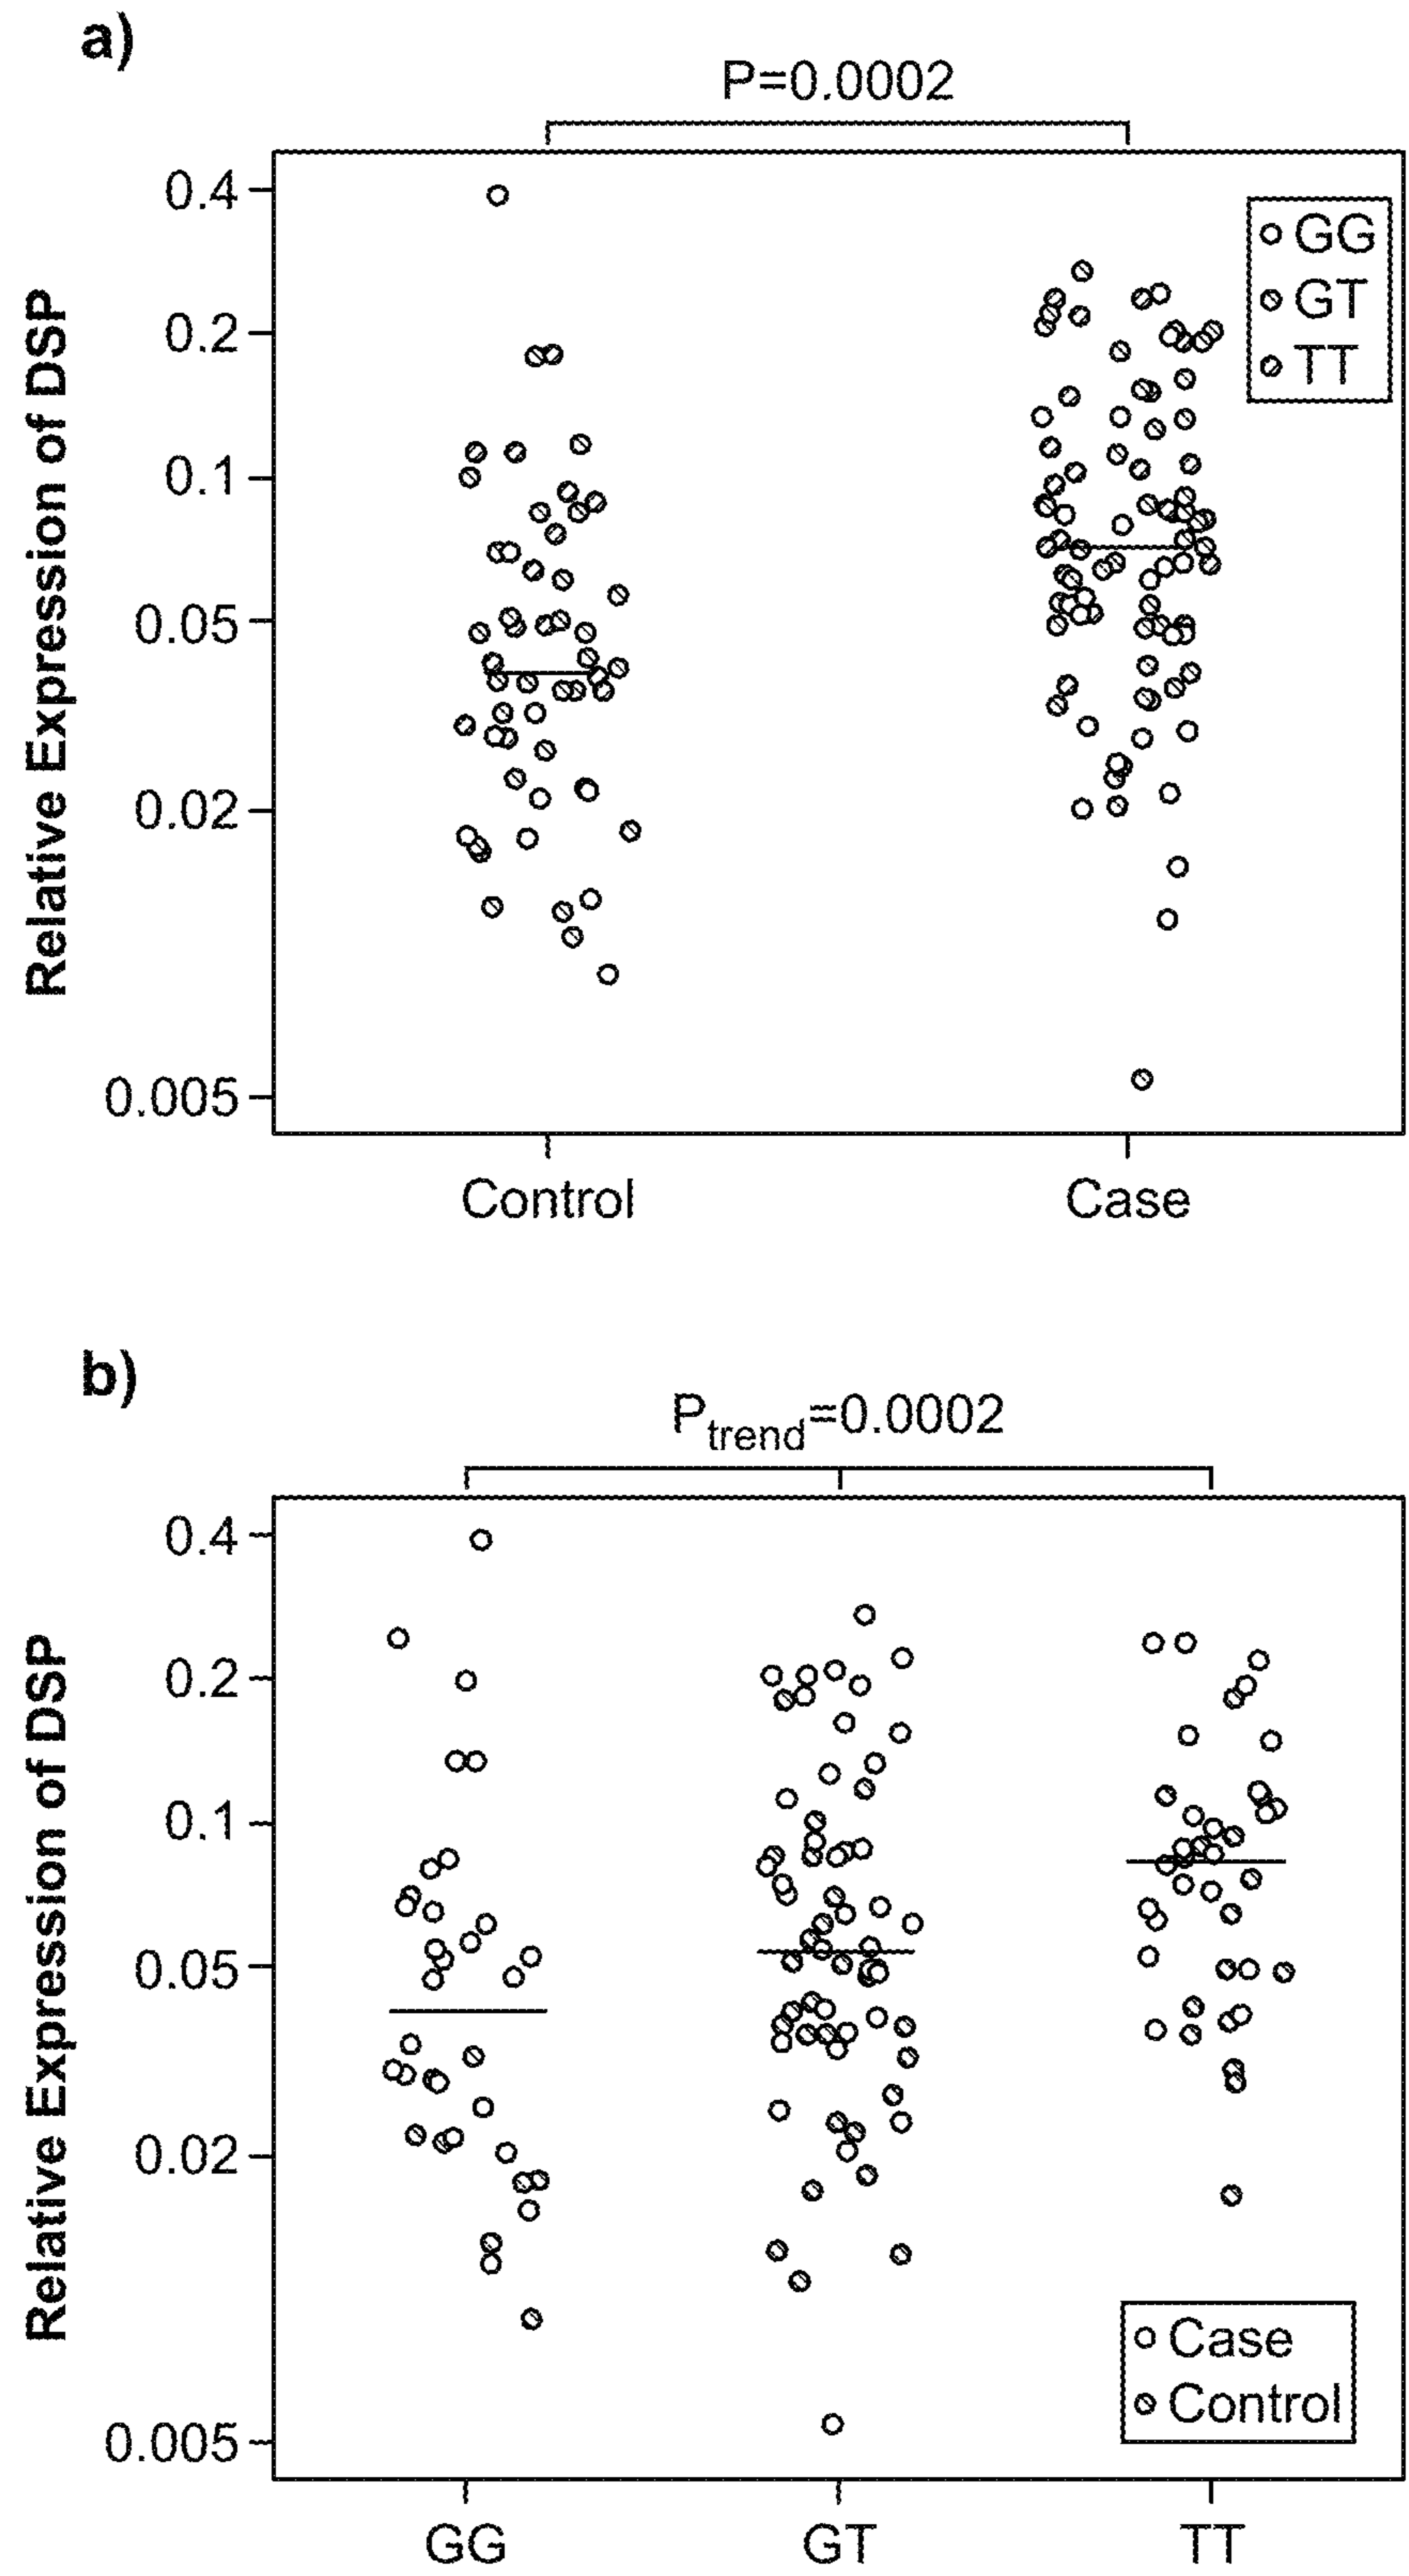 a)
P=0.0002
0.4
0.2
0.1
0.05
0.02
0.005
Relative Expression of DSP
GG
GT
TT
Control
Case
b)
Ptrend=0.0002
0.4
0.2
0.1
0.05
0.02
0.005
Relative Expression of DSP
Case
Control
GG
GT
TT